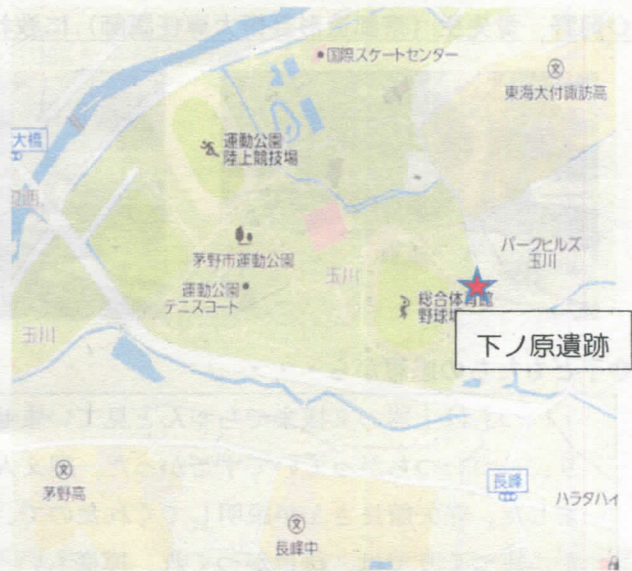 国際スケートセンター
東海大付諏訪高
大橋
運動公園
陸上競技場
茅野市運動公園
運動公園
テニスコート
玉川
パークヒルズ
玉川
総合体育館
野球場
玉川
下ノ原遺跡
茅野高
長峰
ハラタハイ
長峰中